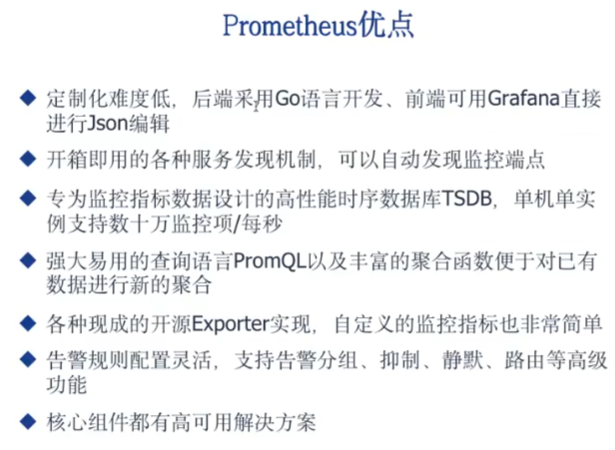 Prometheus优点
定制化难度低，后端采用Go语言开发、前端可用Grafana直接
进行Json编辑
开箱即用的各种服务发现机制，可以自动发现监控端点
专为监控指标数据设计的高性能时序数据库TSDB，单机单实
例支持数十万监控项/每秒
强大易用的查询语言PromQL以及丰富的聚合函数便于对已有
数据进行新的聚合
各种现成的开源Exporter实现，自定义的监控指标也非常简单
告警规则配置灵活，支持告警分组、抑制、静默、路由等高级
功能
核心组件都有高可用解决方案